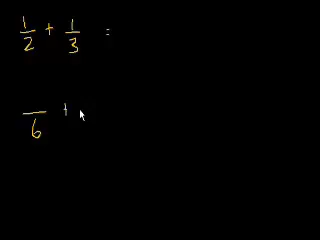 1/2 + 1/3 =
/6 +